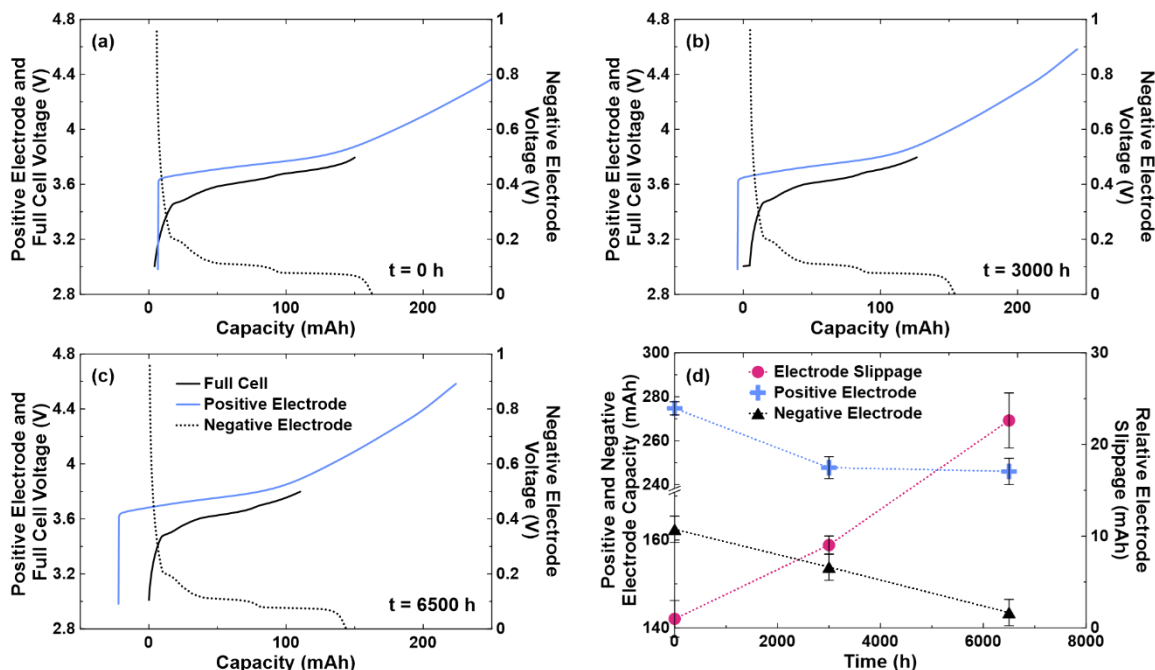 (a)
4.8
4.4
4
3.6
3.2
2.8
Positive Electrode and
Full Cell Voltage (V)
1
0.8
0.6
0.4
0.2
0
Negative Electrode
Voltage (V)
t = 0 h
0
100
200
Capacity (mAh)
(b)
4.8
4.4
4
3.6
3.2
2.8
Positive Electrode and
Full Cell Voltage (V)
1
0.8
0.6
0.4
0.2
0
Negative Electrode
Voltage (V)
t = 3000 h
0
100
200
Capacity (mAh)
(c)
4.8
4.4
4
3.6
3.2
2.8
Positive Electrode and
Full Cell Voltage (V)
Full Cell
Positive Electrode
Negative Electrode
1
0.8
0.6
0.4
0.2
0
Negative Electrode
Voltage (V)
t = 6500 h
0
100
200
Capacity (mAh)
(d)
300
280
260
240
160
140
Positive and Negative
Electrode Capacity (mAh)
Electrode Slippage
Positive Electrode
Negative Electrode
30
20
10
0
Relative Electrode
Slippage (mAh)
0
2000
4000
6000
8000
Time (h)